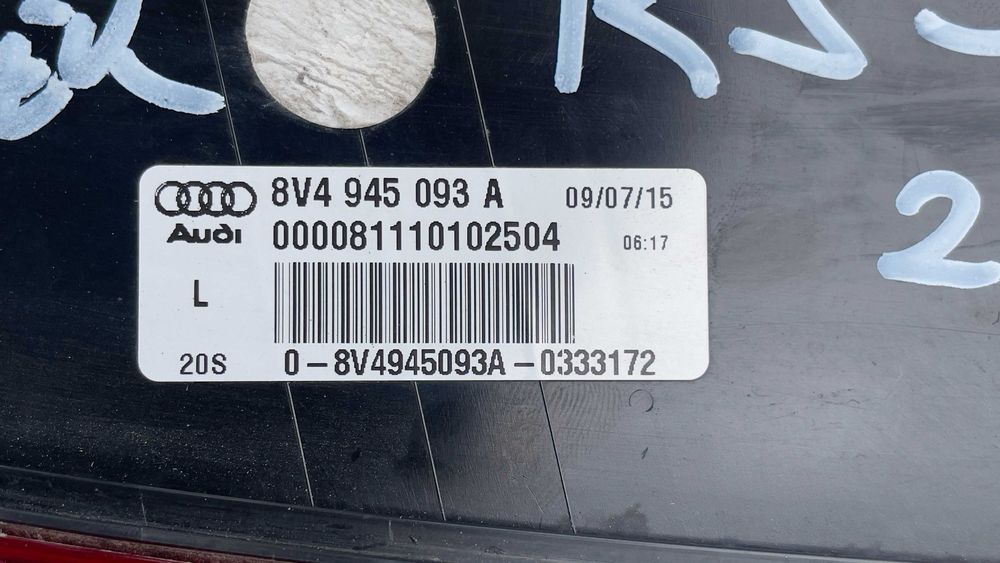 8V4 945 093 A 09/07/15
Audi 000081110102504 06:17
L
20S 0-8V4945093A-0333172
2